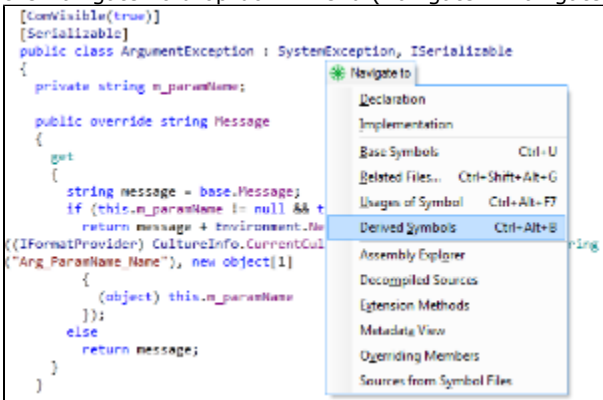 [ComVisible(true)]
[Serializable]
public class ArgumentException : SystemException, ISerializable
{
private string m_paramName;
public override string Message
{
get
{
string message = base.Message;
if (this.m_paramName != null && t
return message + Environment.Ne
((IFormatProvider) CultureInfo.CurrentCul
ring
("Arg_ParamName_Name"), new object[1]
{
(object) this.m_paramName
});
else
return message;
}
}
Navigate to
Declaration
Implementation
Base Symbols Ctrl+U
Related Files... Ctrl+Shift+Alt+G
Usages of Symbol Ctrl+Alt+F7
Derived Symbols Ctrl+Alt+B
Assembly Explorer
Decompiled Sources
Extension Methods
Metadata View
Overriding Members
Sources from Symbol Files